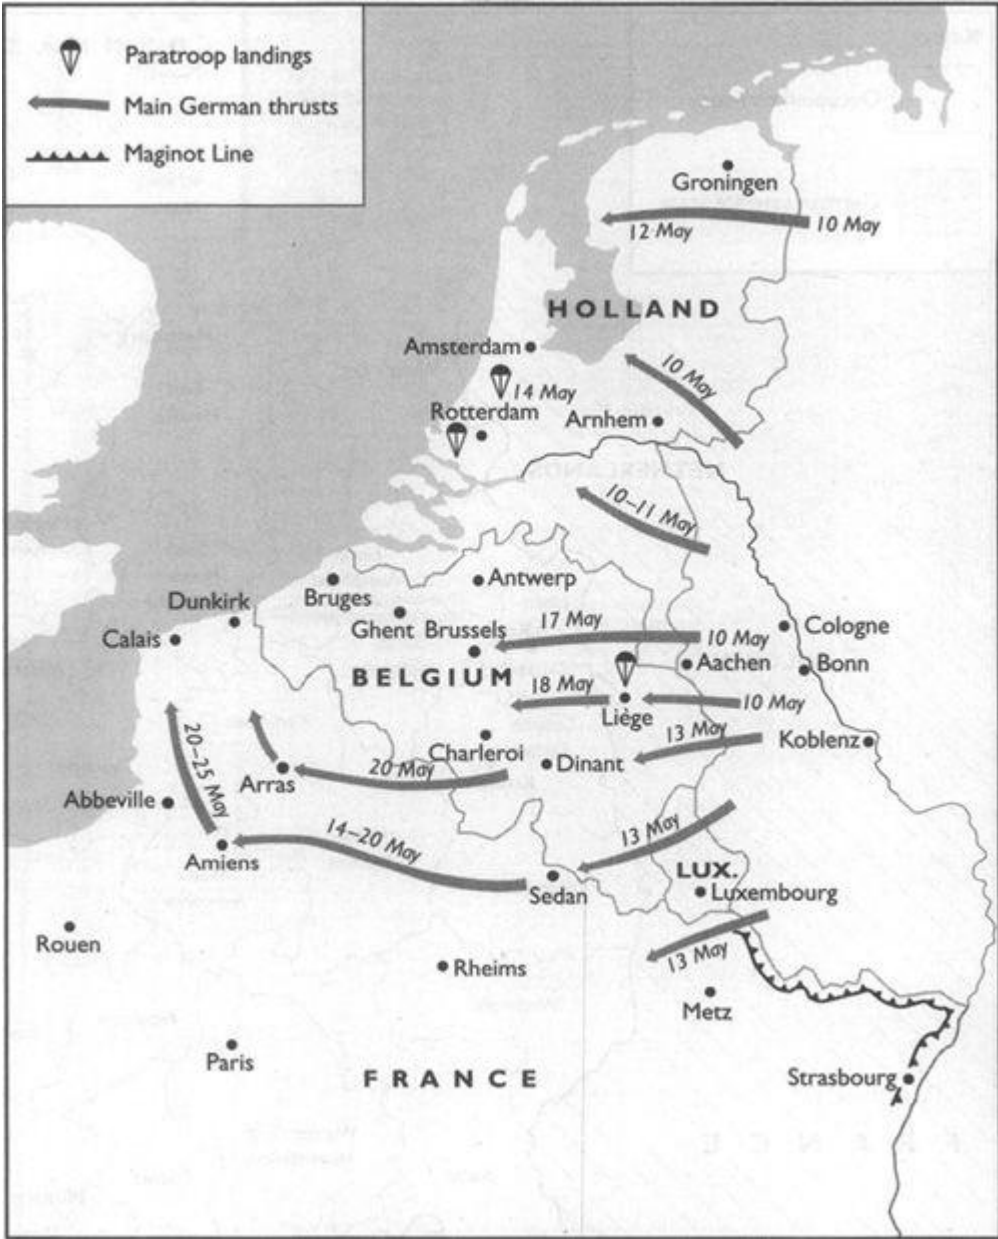 Paratroop landings
Main German thrusts
Maginot Line
Groningen
12 May
10 May
HOLLAND
Amsterdam
10 May
14 May
Rotterdam
Arnhem
10–11 May
Bruges
Antwerp
Dunkirk
Ghent Brussels
17 May
10 May
Cologne
Calais
Aachen
Bonn
BELGIUM
18 May
Liège
10 May
13 May
Koblenz
Charleroi
Dinant
20–25 May
Arras
20 May
Abbeville
14–20 May
13 May
Amiens
LUX.
Sedan
Luxembourg
Rouen
13 May
Rheims
Metz
Paris
FRANCE
Strasbourg